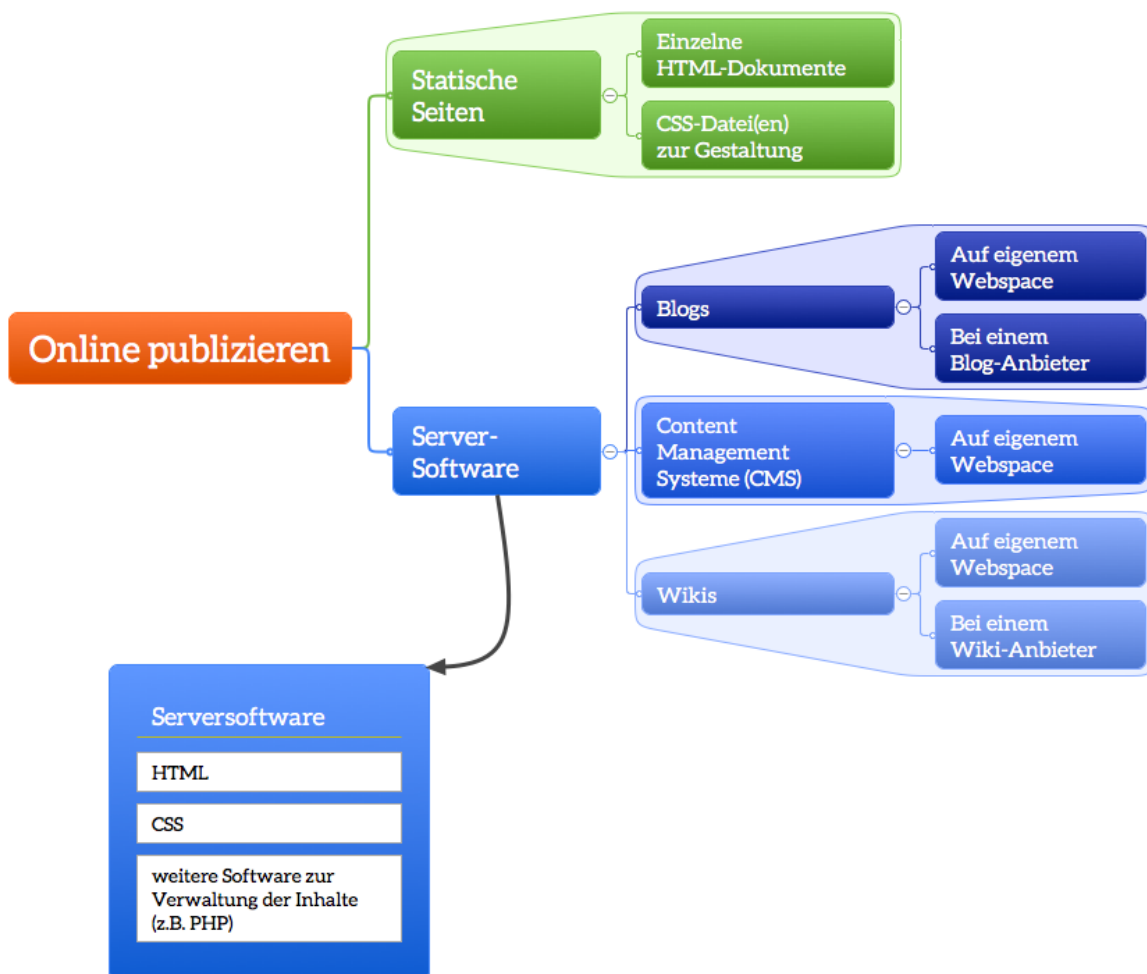 Online publizieren
Statische
Seiten
Einzelne
HTML-Dokumente
CSS-Datei(en)
zur Gestaltung
Server-
Software
Blogs
Auf eigenem
Webspace
Bei einem
Blog-Anbieter
Content
Management
Systeme (CMS)
Auf eigenem
Webspace
Wikis
Auf eigenem
Webspace
Bei einem
Wiki-Anbieter
Serversoftware
HTML
CSS
weitere Software zur
Verwaltung der Inhalte
(z.B. PHP)